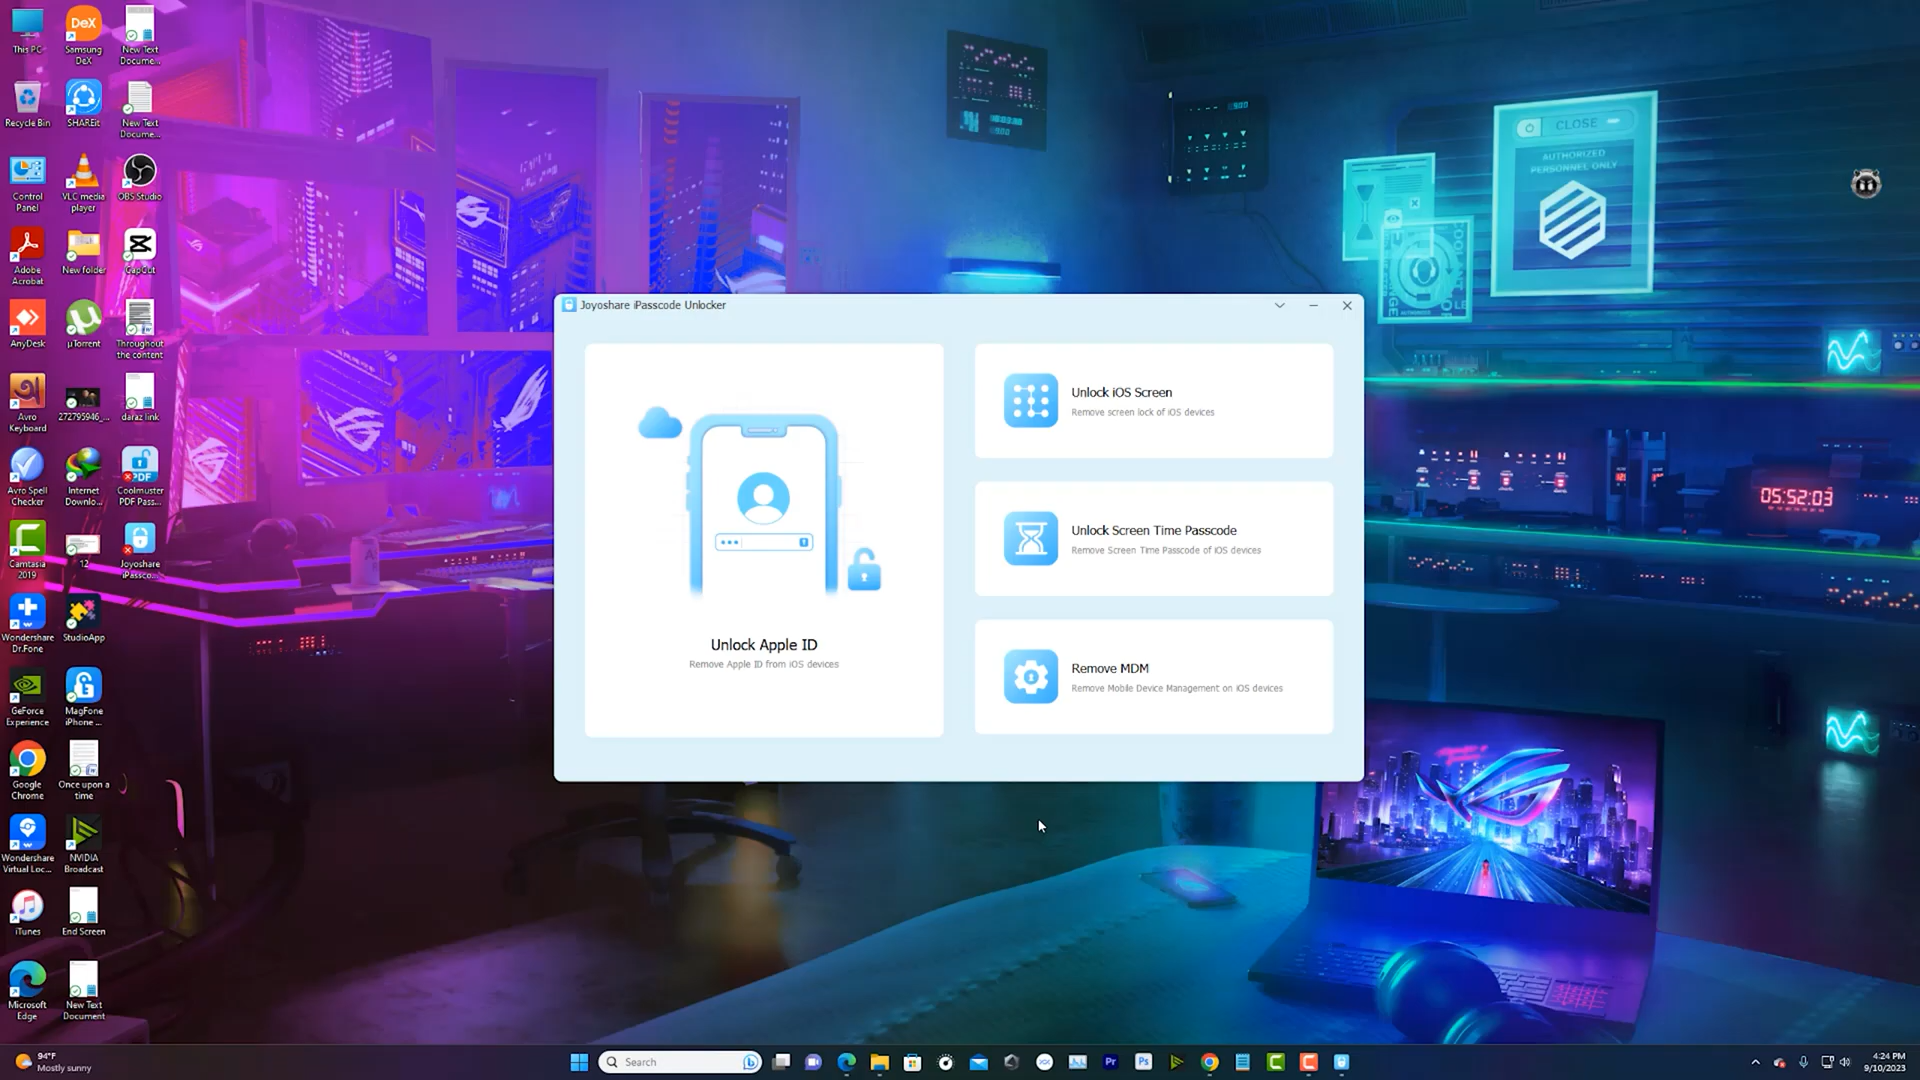 This PC
Samsung
DeX
New Text
Docume...
Recycle Bin
SHAREit
New Text
Docume...
Control
Panel
VLC media
player
OBS Studio
Adobe
Acrobat
New folder
CapCut
AnyDesk
µTorrent
Throughout
the content
Avro
Keyboard
272795946_...
daraz link
Avro Spell
Checker
Internet
Downlo...
Coolmuster
PDF Pass...
Camtasia
2019
12
Joyoshare
iPassco...
Wondershare
Dr.Fone
StudioApp
GeForce
Experience
MagFone
iPhone ...
Google
Chrome
Once upon a
time
Wondershare
Virtual Loc...
NVIDIA
Broadcast
iTunes
End Screen
Microsoft
Edge
New Text
Document
Joyoshare iPasscode Unlocker
Unlock Apple ID
Remove Apple ID from iOS devices
Unlock iOS Screen
Remove screen lock of iOS devices
Unlock Screen Time Passcode
Remove Screen Time Passcode of iOS devices
Remove MDM
Remove Mobile Device Management on iOS devices
CLOSE
AUTHORIZED
PERSONNEL ONLY
05:52:03
94°F
Mostly sunny
Search
Pr
Ps
4:24 PM
9/10/2023